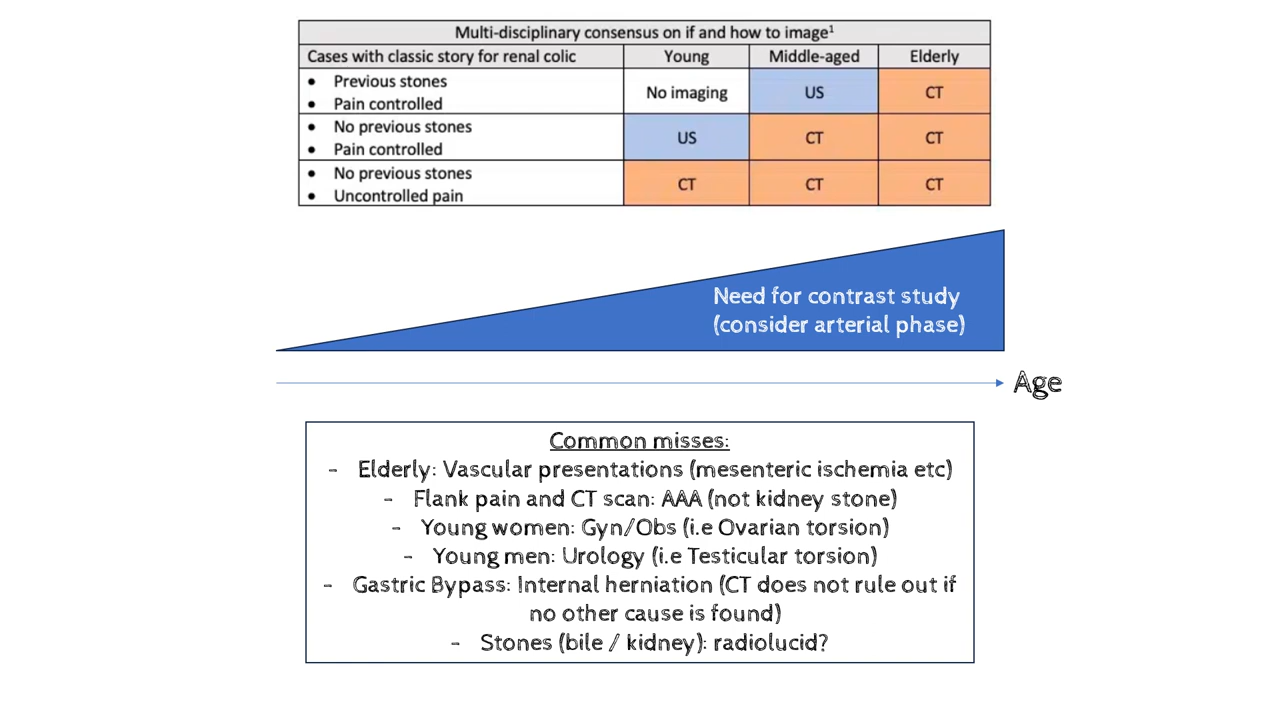 Multi-disciplinary consensus on if and how to image¹
Cases with classic story for renal colic Young Middle-aged Elderly
• Previous stones
• Pain controlled
No imaging US CT
• No previous stones
• Pain controlled
US CT CT
• No previous stones
• Uncontrolled pain
CT CT CT
Need for contrast study
(consider arterial phase)
Age
Common misses:
- Elderly: Vascular presentations (mesenteric ischemia etc)
- Flank pain and CT scan: AAA (not kidney stone)
- Young women: Gyn/Obs (i.e Ovarian torsion)
- Young men: Urology (i.e Testicular torsion)
- Gastric Bypass: Internal herniation (CT does not rule out if
no other cause is found)
- Stones (bile / kidney): radiolucid?